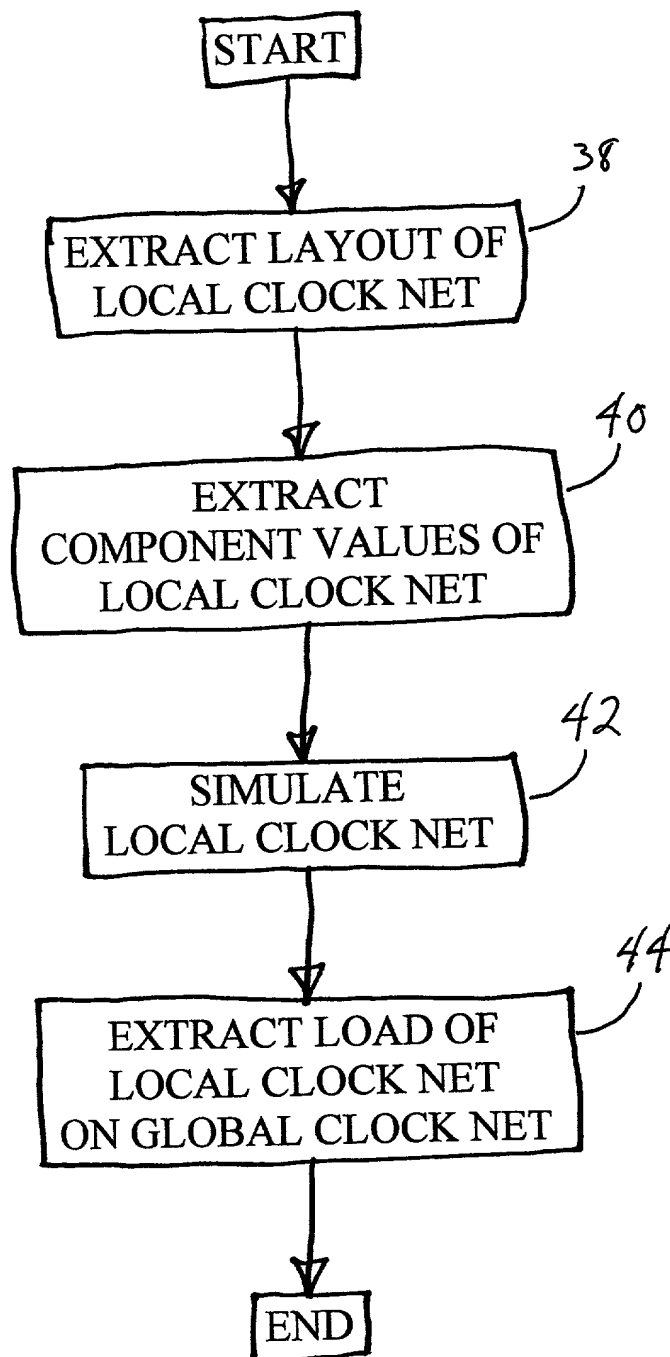 START
38
EXTRACT LAYOUT OF
LOCAL CLOCK NET
40
EXTRACT
COMPONENT VALUES OF
LOCAL CLOCK NET
42
SIMULATE
LOCAL CLOCK NET
44
EXTRACT LOAD OF
LOCAL CLOCK NET
ON GLOBAL CLOCK NET
END